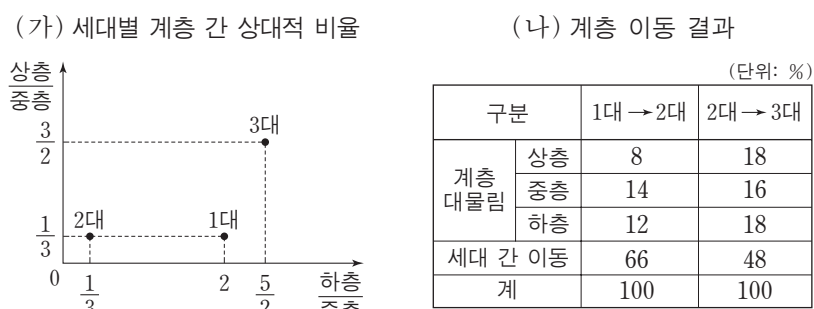 (가) 세대별 계층 간 상대적 비율
상층
중층
3
2
3대
1
3
2대
1대
0
1
3
2
5
2
하층
중층
(나) 계층 이동 결과
(단위: %)
구분 1대→2대 2대→3대
계층 대물림 상층 8 18
중층 14 16
하층 12 18
세대 간 이동 66 48
계 100 100